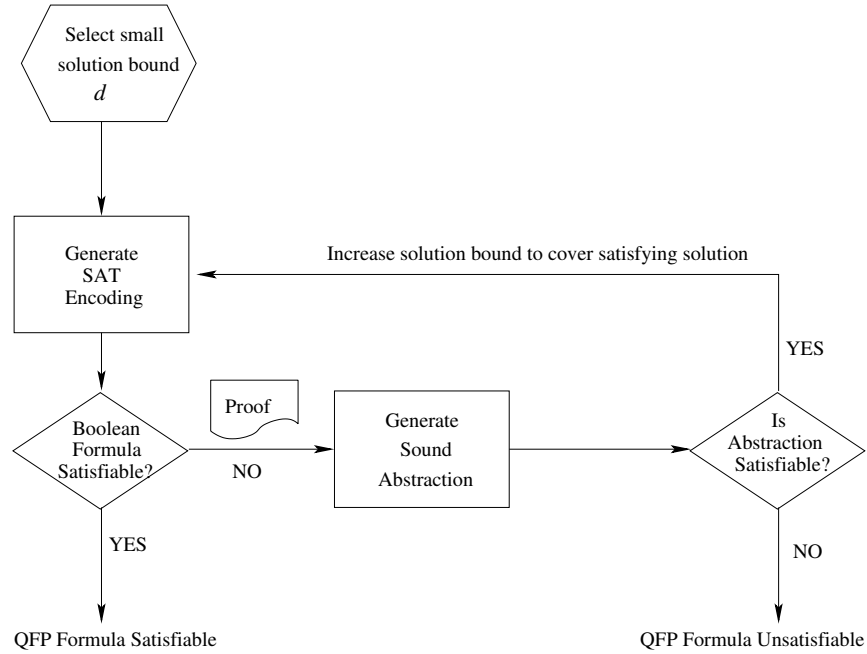 Select small
solution bound
d
Generate
SAT
Encoding
Increase solution bound to cover satisfying solution
YES
Boolean
Formula
Satisfiable?
Proof
NO
Generate
Sound
Abstraction
Is
Abstraction
Satisfiable?
YES
NO
QFP Formula Satisfiable
QFP Formula Unsatisfiable